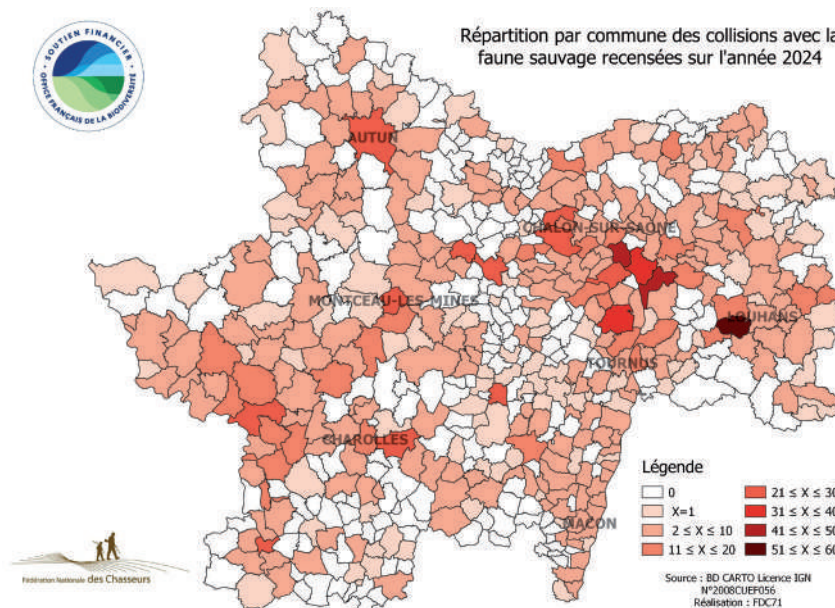 SOUTIEN FINANCIER
OFFICE FRANÇAIS DE LA BIODIVERSITÉ
Répartition par commune des collisions avec la
faune sauvage recensées sur l'année 2024
AUTUN
CHALON-SUR-SAONE
MONTCEAU-LES-MINES
LOUHANS
TOURNUS
CHAROLLES
MACON
Légende
0
X=1
2 ≤ X ≤ 10
11 ≤ X ≤ 20
21 ≤ X ≤ 30
31 ≤ X ≤ 40
41 ≤ X ≤ 50
51 ≤ X ≤ 60
Fédération Nationale des Chasseurs
Source : BD CARTO Licence IGN
N°2008CUEF056
Réalisation : FDC71